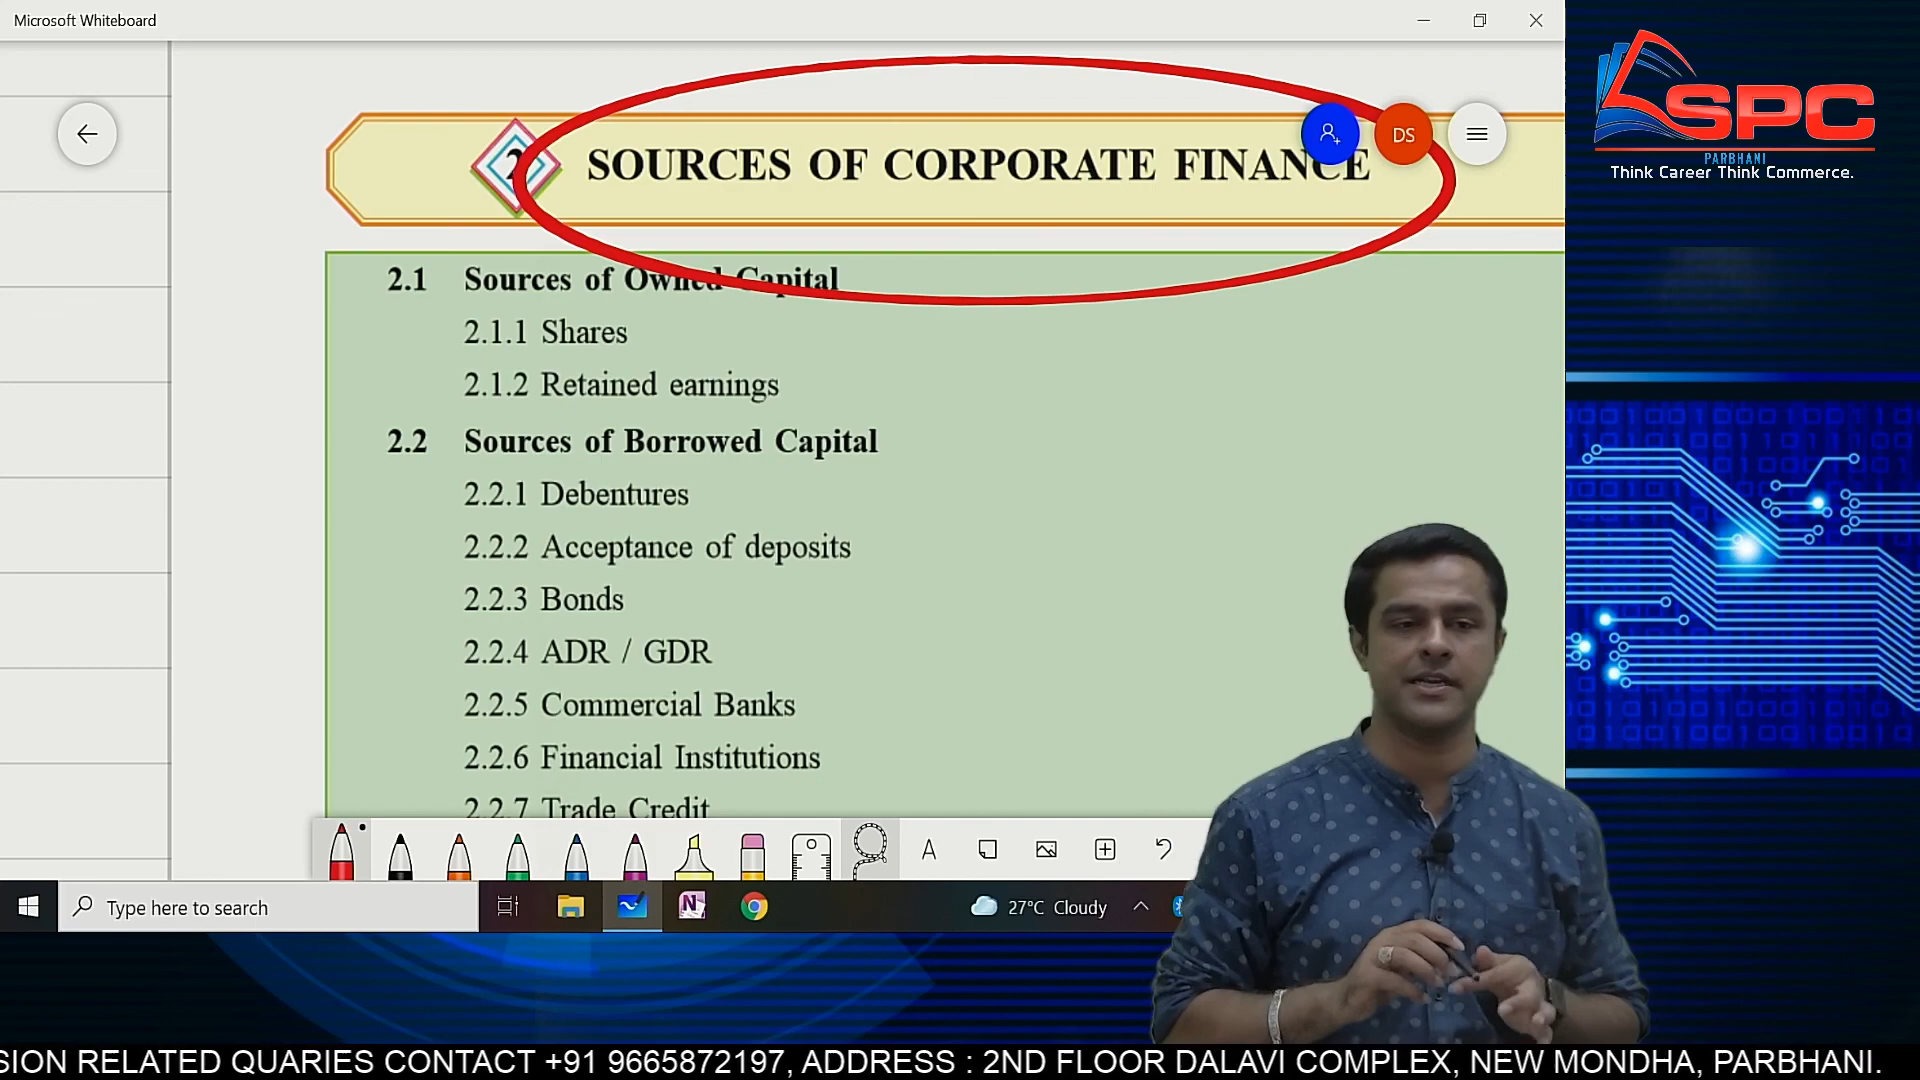 Microsoft Whiteboard
SPC
PARBHANI
Think Career Think Commerce.
DS
2
SOURCES OF CORPORATE FINANCE
2.1 Sources of Owned Capital
2.1.1 Shares
2.1.2 Retained earnings
2.2 Sources of Borrowed Capital
2.2.1 Debentures
2.2.2 Acceptance of deposits
2.2.3 Bonds
2.2.4 ADR / GDR
2.2.5 Commercial Banks
2.2.6 Financial Institutions
2.2.7 Trade Credit
A
Type here to search
N
27°C Cloudy
SION RELATED QUARIES CONTACT +91 9665872197, ADDRESS : 2ND FLOOR DALAVI COMPLEX, NEW MONDHA, PARBHANI.